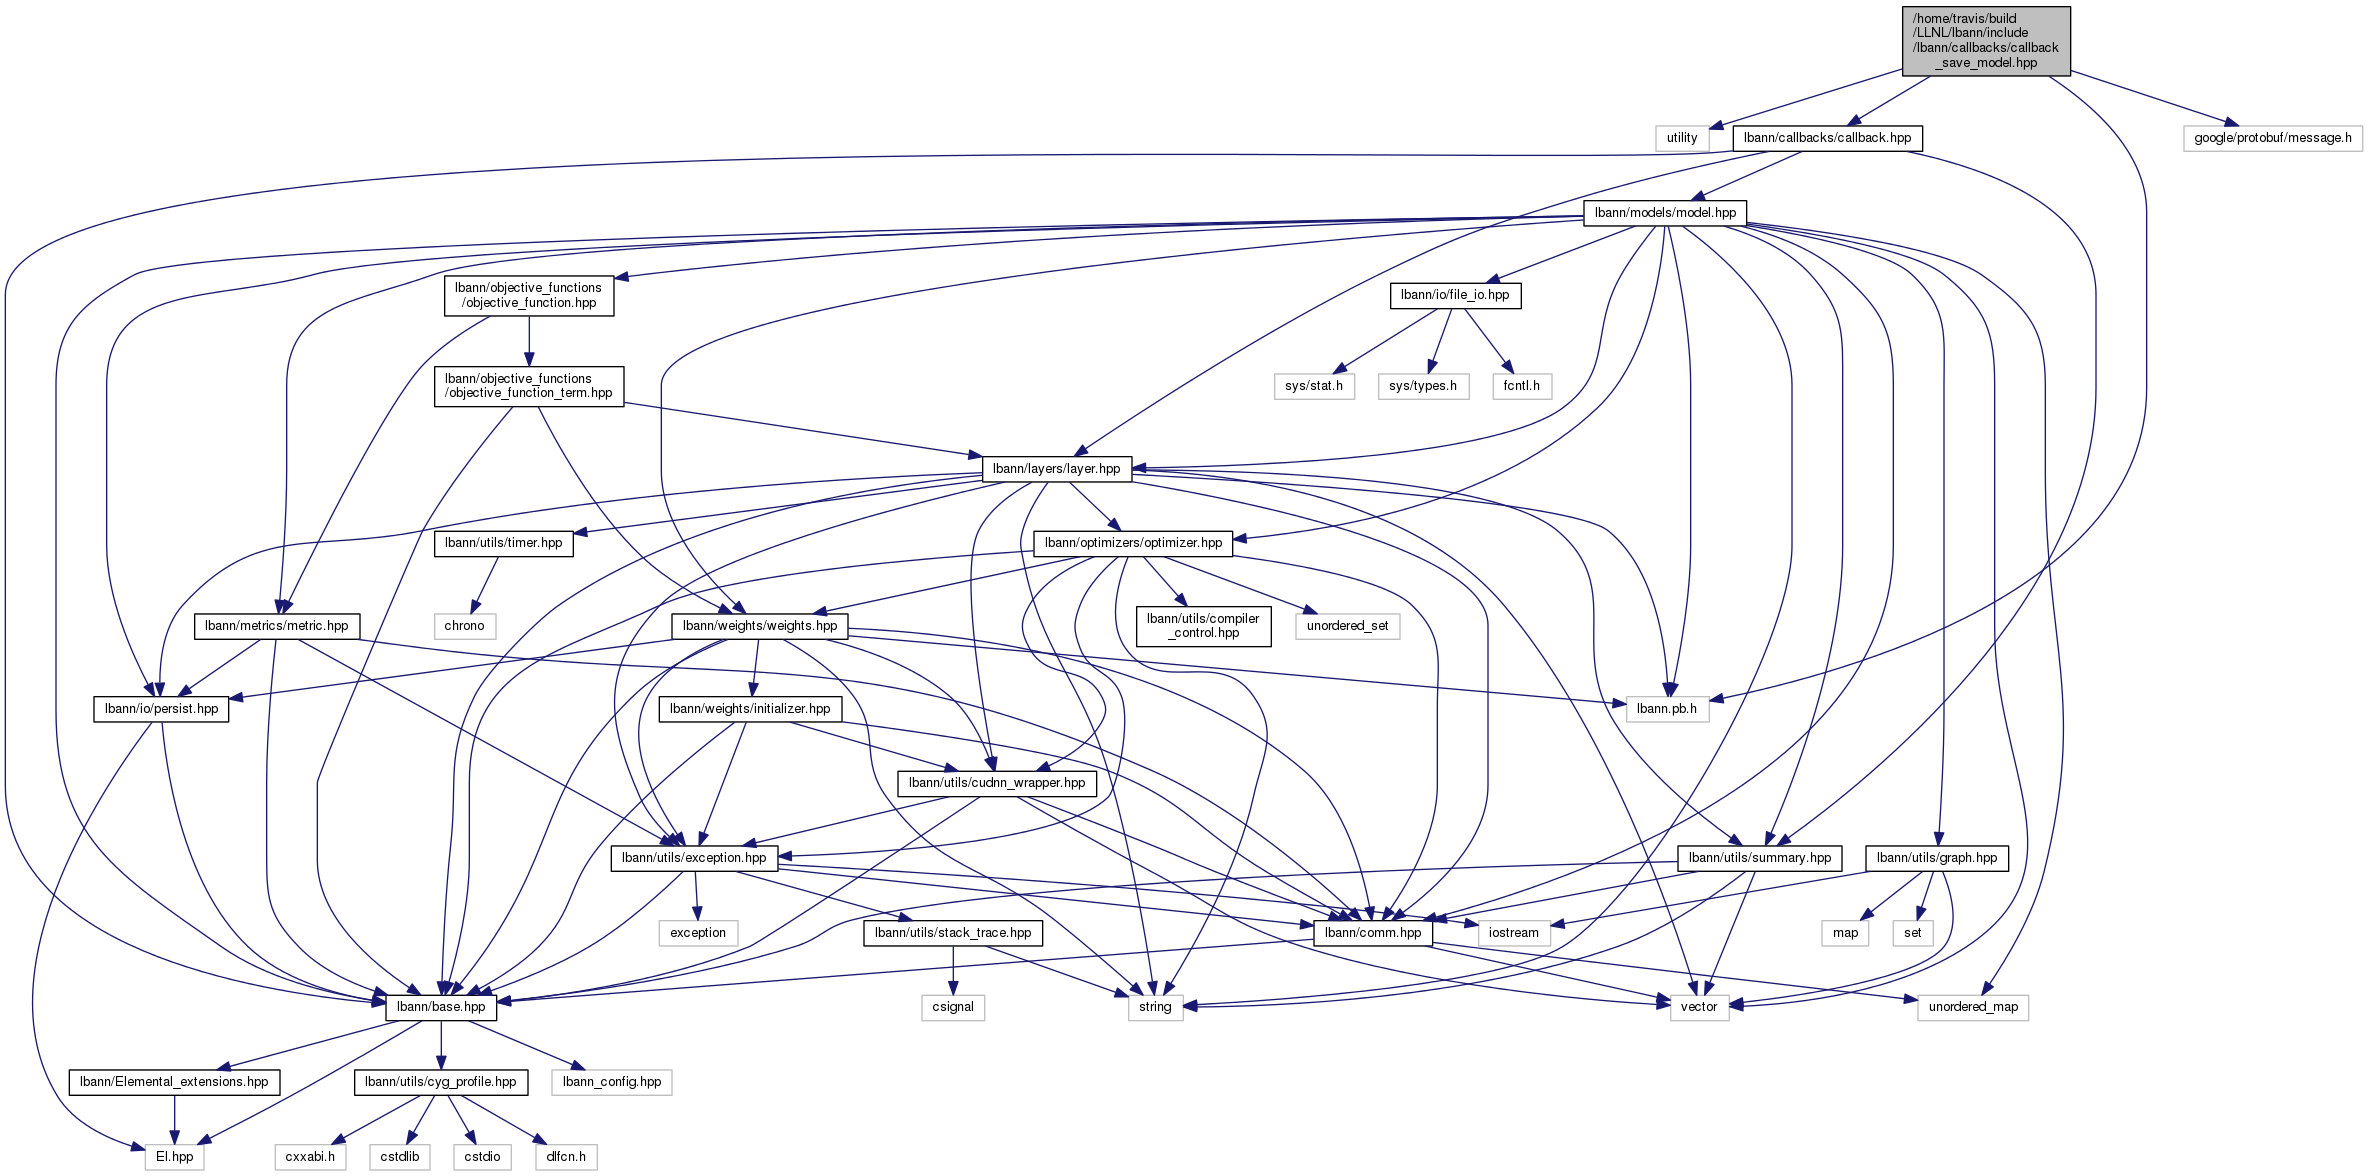 /home/travis/build
/LLNL/lbann/include
/lbann/callbacks/callback
_save_model.hpp
utility
lbann/callbacks/callback.hpp
google/protobuf/message.h
lbann/models/model.hpp
lbann/objective_functions
/objective_function.hpp
lbann/io/file_io.hpp
lbann/objective_functions
/objective_function_term.hpp
sys/stat.h
sys/types.h
fcntl.h
lbann/layers/layer.hpp
lbann/utils/timer.hpp
lbann/optimizers/optimizer.hpp
lbann/metrics/metric.hpp
chrono
lbann/weights/weights.hpp
lbann/utils/compiler
_control.hpp
unordered_set
lbann/io/persist.hpp
lbann/weights/initializer.hpp
lbann.pb.h
lbann/utils/cudnn_wrapper.hpp
lbann/utils/exception.hpp
lbann/utils/summary.hpp
lbann/utils/graph.hpp
exception
lbann/utils/stack_trace.hpp
lbann/comm.hpp
iostream
map
set
lbann/base.hpp
csignal
string
vector
unordered_map
lbann/Elemental_extensions.hpp
lbann/utils/cyg_profile.hpp
lbann_config.hpp
El.hpp
cxxabi.h
cstdlib
cstdio
dlfcn.h